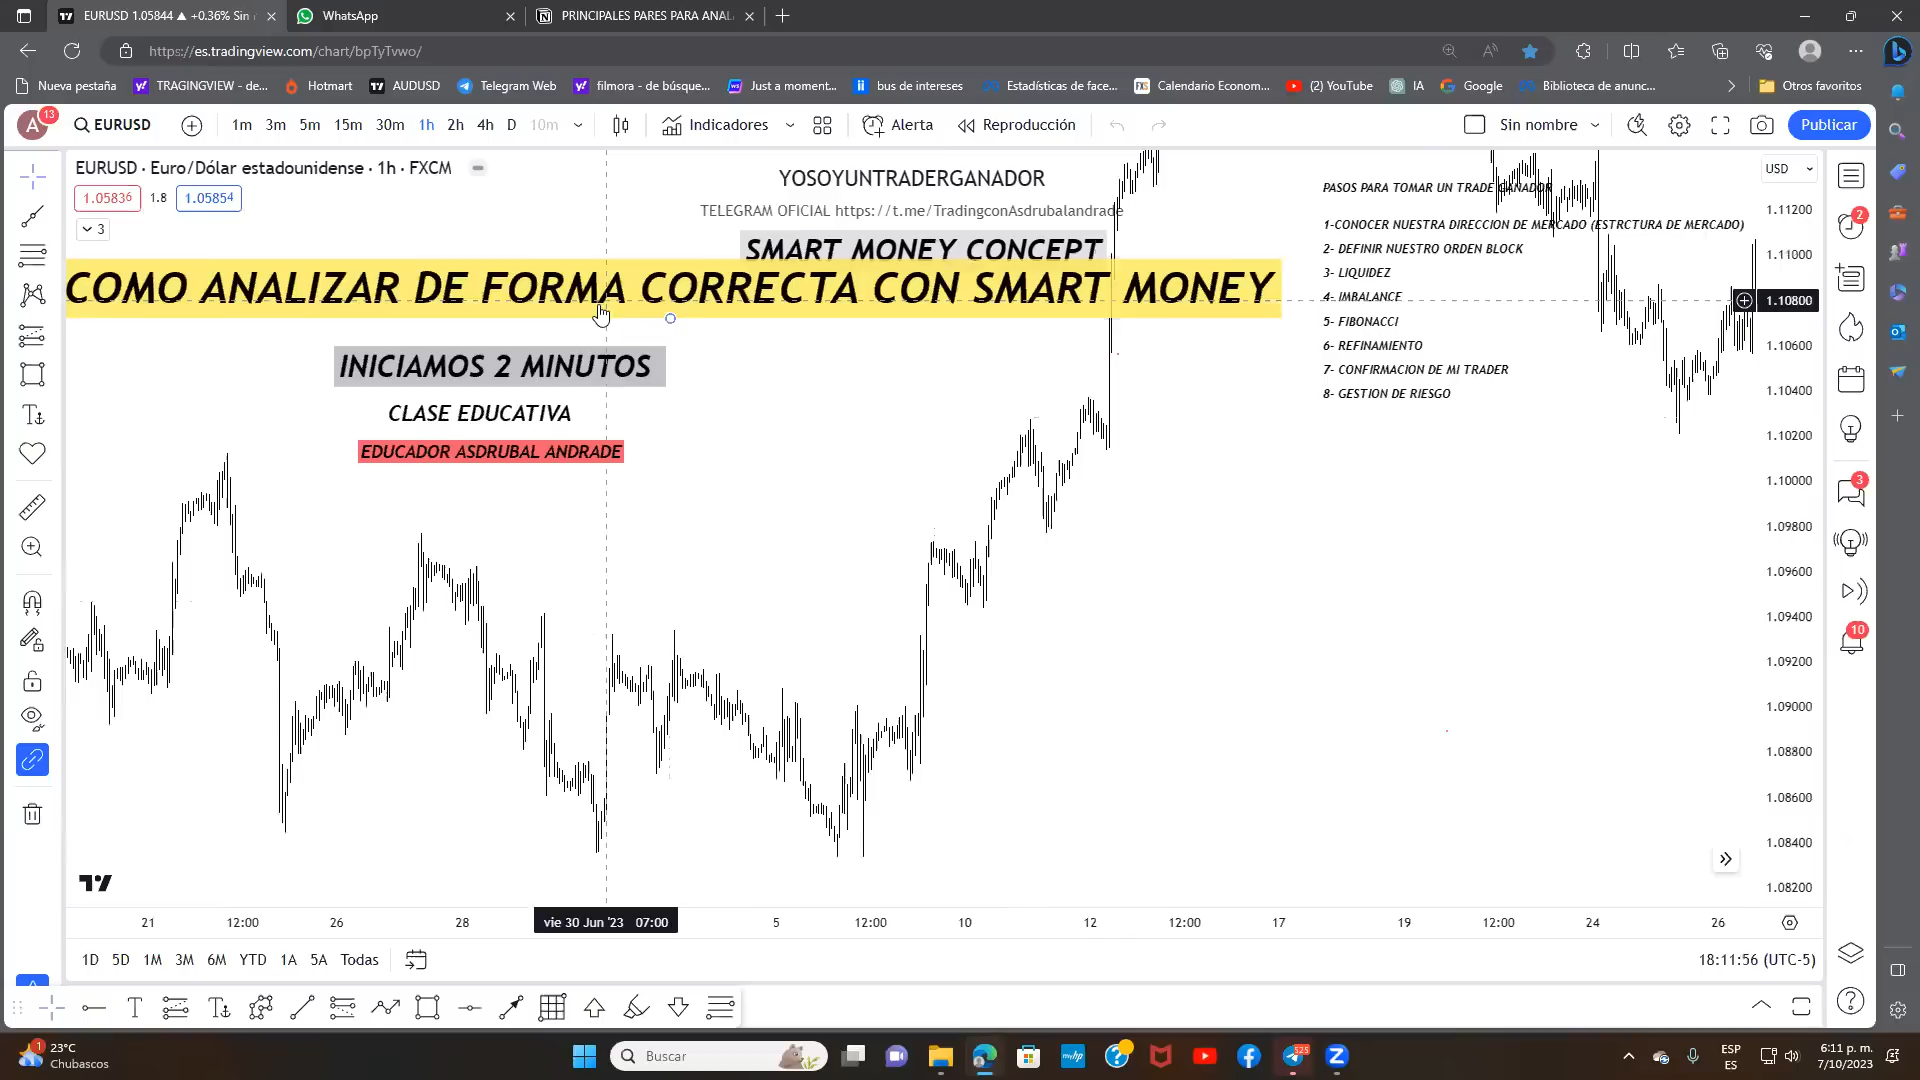 EURUSD 1.05844 ▲ +0.36% Sin
WhatsApp
PRINCIPALES PARES PARA ANAL
https://es.tradingview.com/chart/bpTyTvwo/
Nueva pestaña
TRAGINGVIEW - de...
Hotmart
AUDUSD
Telegram Web
filmora - de búsque...
Just a moment...
bus de intereses
Estadísticas de face...
Calendario Econom...
(2) YouTube
IA
Google
Biblioteca de anunc...
Otros favoritos
A 13
EURUSD
1m 3m 5m 15m 30m 1h 2h 4h D 10m
Indicadores
Alerta
Reproducción
Sin nombre
Publicar
EURUSD · Euro/Dólar estadounidense · 1h · FXCM
1.05836 1.8 1.05854
3
YOSOYUNTRADERGANADOR
TELEGRAM OFICIAL https://t.me/TradingconAsdrubalandrade
SMART MONEY CONCEPT
COMO ANALIZAR DE FORMA CORRECTA CON SMART MONEY
INICIAMOS 2 MINUTOS
CLASE EDUCATIVA
EDUCADOR ASDRUBAL ANDRADE
PASOS PARA TOMAR UN TRADE GANADOR
1-CONOCER NUESTRA DIRECCION DE MERCADO (ESTRCTURA DE MERCADO)
2- DEFINIR NUESTRO ORDEN BLOCK
3- LIQUIDEZ
4- IMBALANCE
5- FIBONACCI
6- REFINAMIENTO
7- CONFIRMACION DE MI TRADER
8- GESTION DE RIESGO
USD
1.11200
1.11000
1.10800
1.10600
1.10400
1.10200
1.10000
1.09800
1.09600
1.09400
1.09200
1.09000
1.08800
1.08600
1.08400
1.08200
2
3
10
21 12:00 26 28 vie 30 Jun '23 07:00 5 12:00 10 12 12:00 17 19 12:00 24 26
1D 5D 1M 3M 6M YTD 1A 5A Todas
18:11:56 (UTC-5)
1
23°C
Chubascos
Buscar
525
ESP
ES
6:11 p. m.
7/10/2023